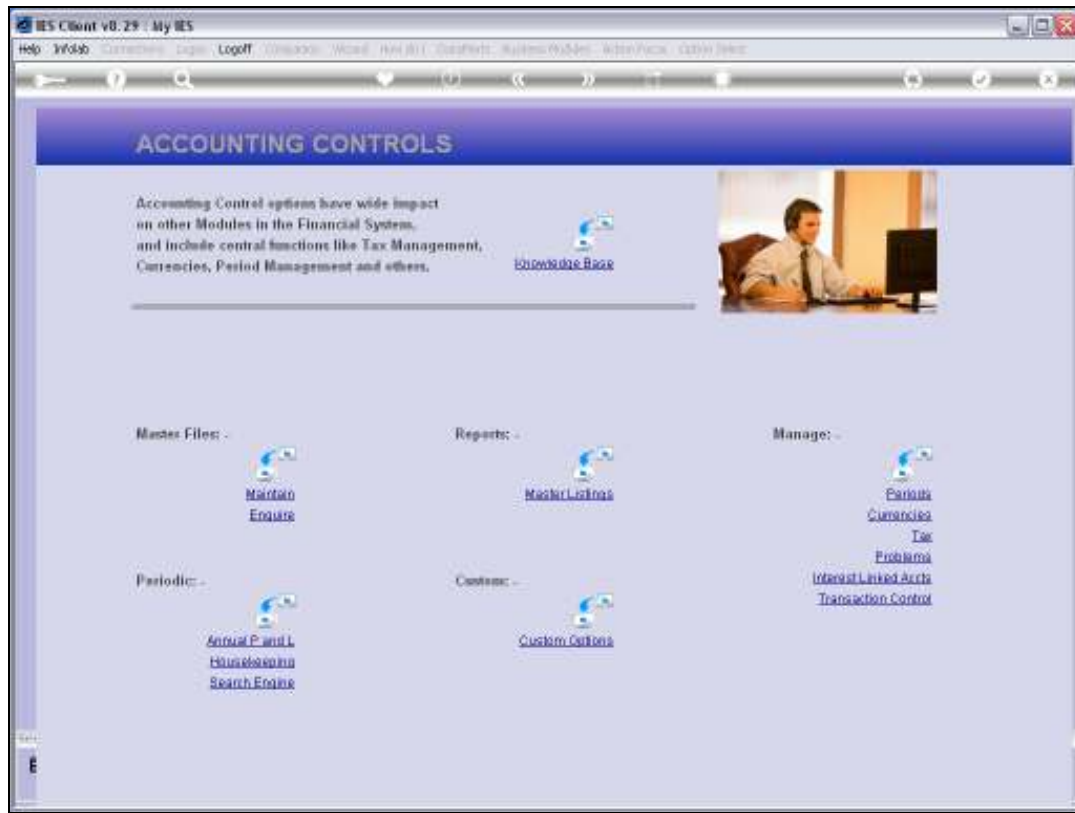 IES Client v8.29 : My IES
Help Infolab Logoff
ACCOUNTING CONTROLS
Accounting Control options have wide impact
on other Modules in the Financial System,
and include central functions like Tax Management,
Currencies, Period Management and others.
Knowledge Base
Master Files: -
Maintain
Enquire
Reports: -
Master Listings
Manage: -
Periods
Currencies
Tax
Problems
Interest Linked Accts
Transaction Control
Periodic: -
Annual P and L
Housekeeping
Search Engine
Custom: -
Custom Options